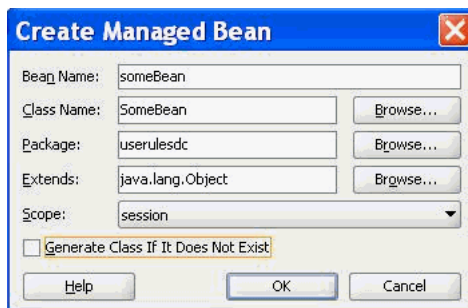 Create Managed Bean
Bean Name: someBean
Class Name: SomeBean Browse...
Package: userulesdc Browse...
Extends: java.lang.Object Browse...
Scope: session
Generate Class If It Does Not Exist
Help OK Cancel